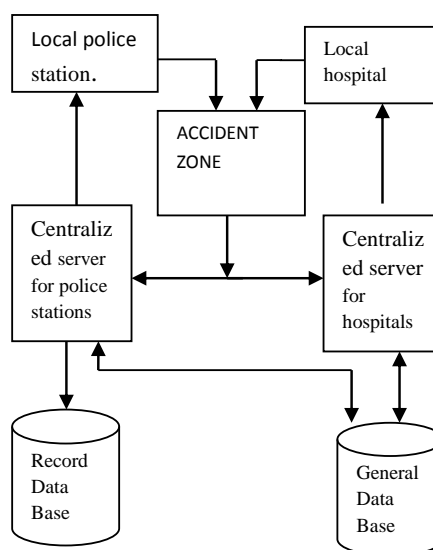 Local police
station.
Local
hospital
ACCIDENT
ZONE
Centraliz
ed server
for police
stations
Centraliz
ed server
for
hospitals
Record
Data
Base
General
Data
Base